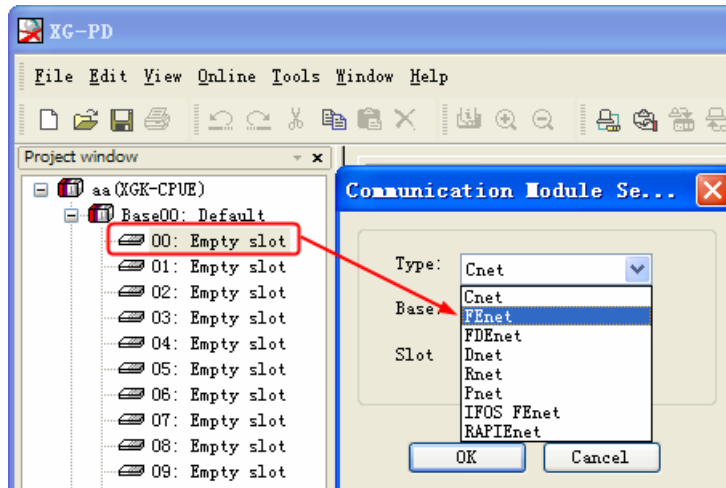 XG-PD
File Edit View Online Tools Window Help
Project window
aa(XGK-CPUE)
Base00: Default
00: Empty slot
01: Empty slot
02: Empty slot
03: Empty slot
04: Empty slot
05: Empty slot
06: Empty slot
07: Empty slot
08: Empty slot
09: Empty slot
Communication Module Se...
Type: Cnet
Base:
Slot
Cnet
FEnet
FDEnet
Dnet
Rnet
Pnet
IFOS FEnet
RAPIEnet
OK Cancel